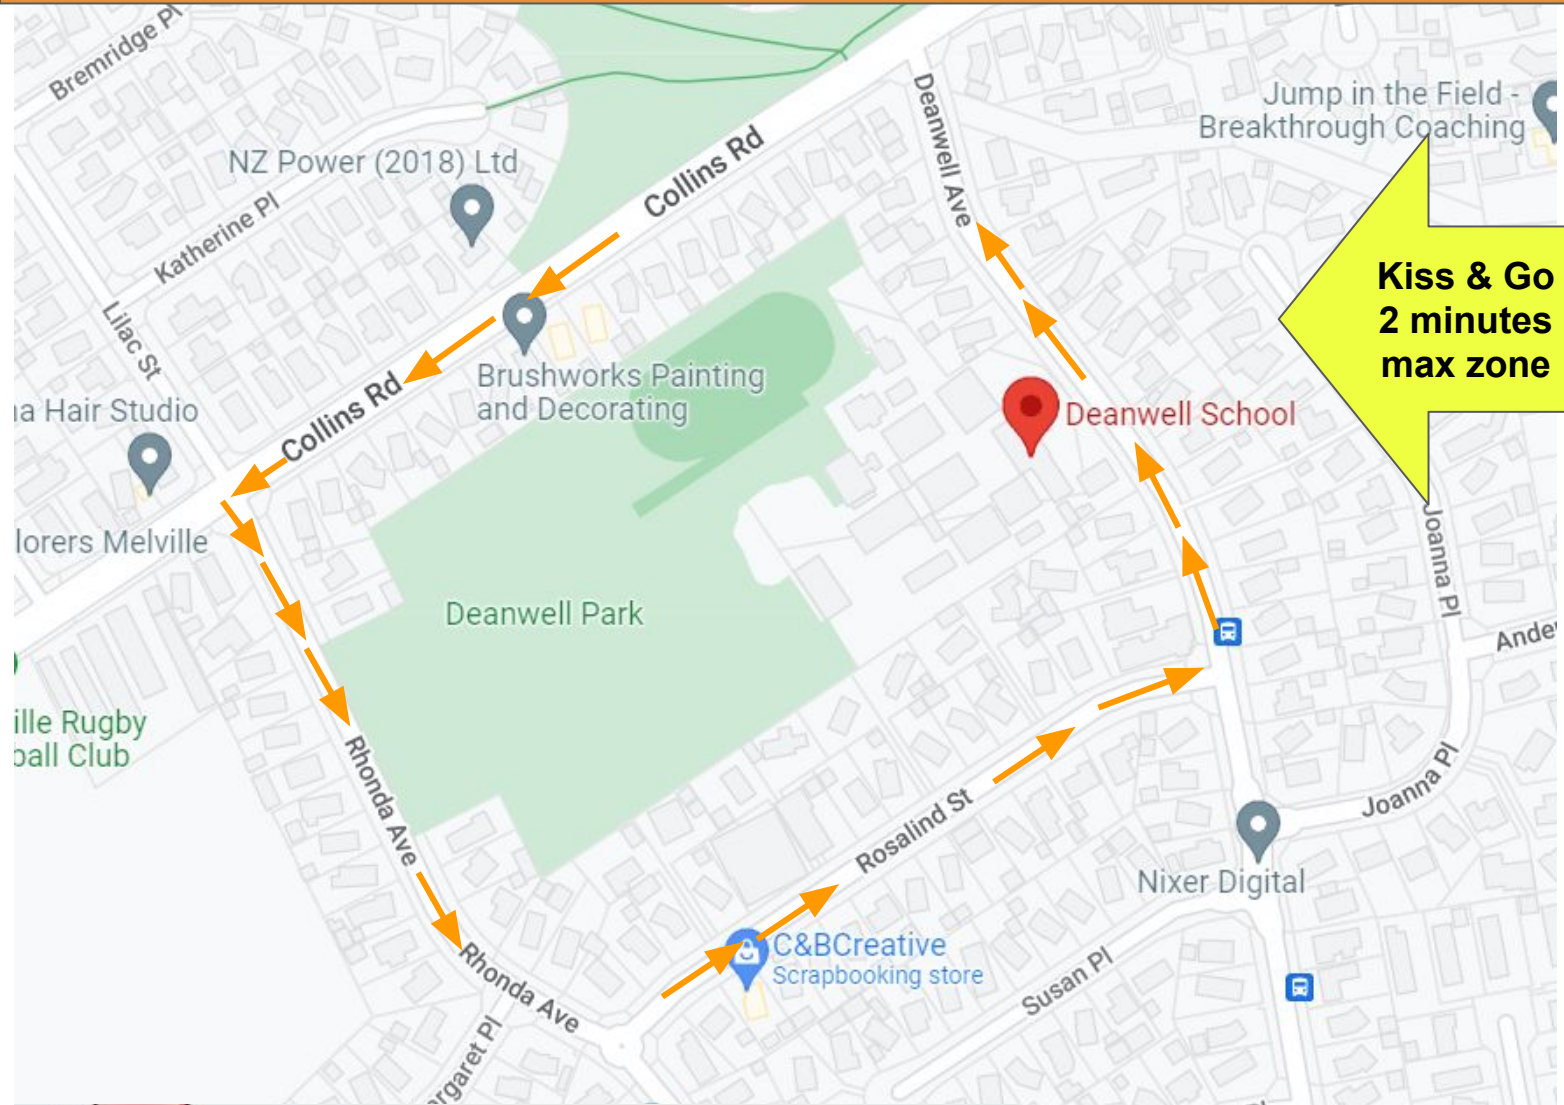 Bremridge Pl
Jump in the Field -
Breakthrough Coaching
Deanwell Ave
NZ Power (2018) Ltd
Collins Rd
Katherine Pl
Kiss & Go
2 minutes
max zone
Lilac St
Brushworks Painting
and Decorating
Collins Rd
a Hair Studio
Deanwell School
lorers Melville
Joanna Pl
Deanwell Park
Ande
ille Rugby
ball Club
Rhonda Ave
Joanna Pl
Rosalind St
Nixer Digital
C&BCreative
Scrapbooking store
Rhonda Ave
Susan Pl
rgaret Pl